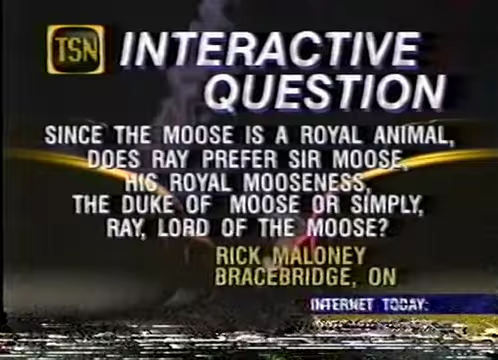 TSN
INTERACTIVE
QUESTION
SINCE THE MOOSE IS A ROYAL ANIMAL,
DOES RAY PREFER SIR MOOSE,
HIS ROYAL MOOSENESS,
THE DUKE OF MOOSE OR SIMPLY,
RAY, LORD OF THE MOOSE?
RICK MALONEY
BRACEBRIDGE, ON
INTERNET TODAY: